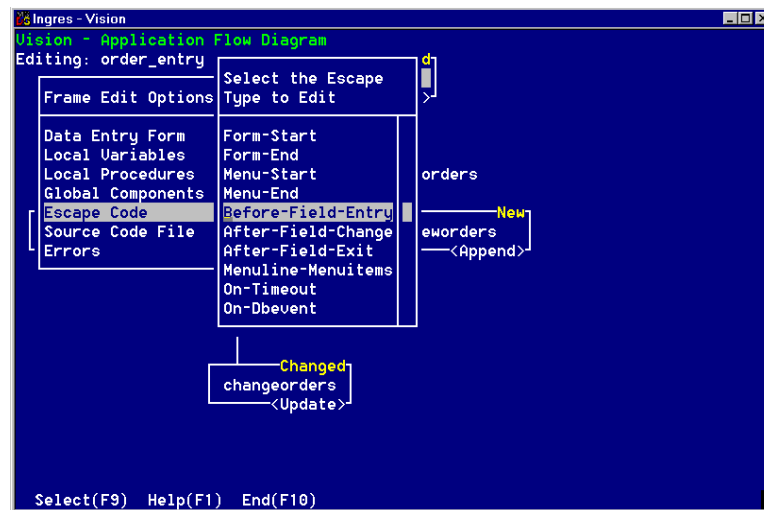 Ingres - Vision
Vision - Application Flow Diagram
Editing: order_entry
d
Select the Escape
Type to Edit
>
Frame Edit Options
Data Entry Form
Local Variables
Local Procedures
Global Components
Escape Code
Source Code File
Errors
Form-Start
Form-End
Menu-Start
Menu-End
Before-Field-Entry
After-Field-Change
After-Field-Exit
Menuline-Menuitems
On-Timeout
On-Dbevent
orders
New
eworders
<Append>
Changed
changeorders
<Update>
Select(F9) Help(F1) End(F10)